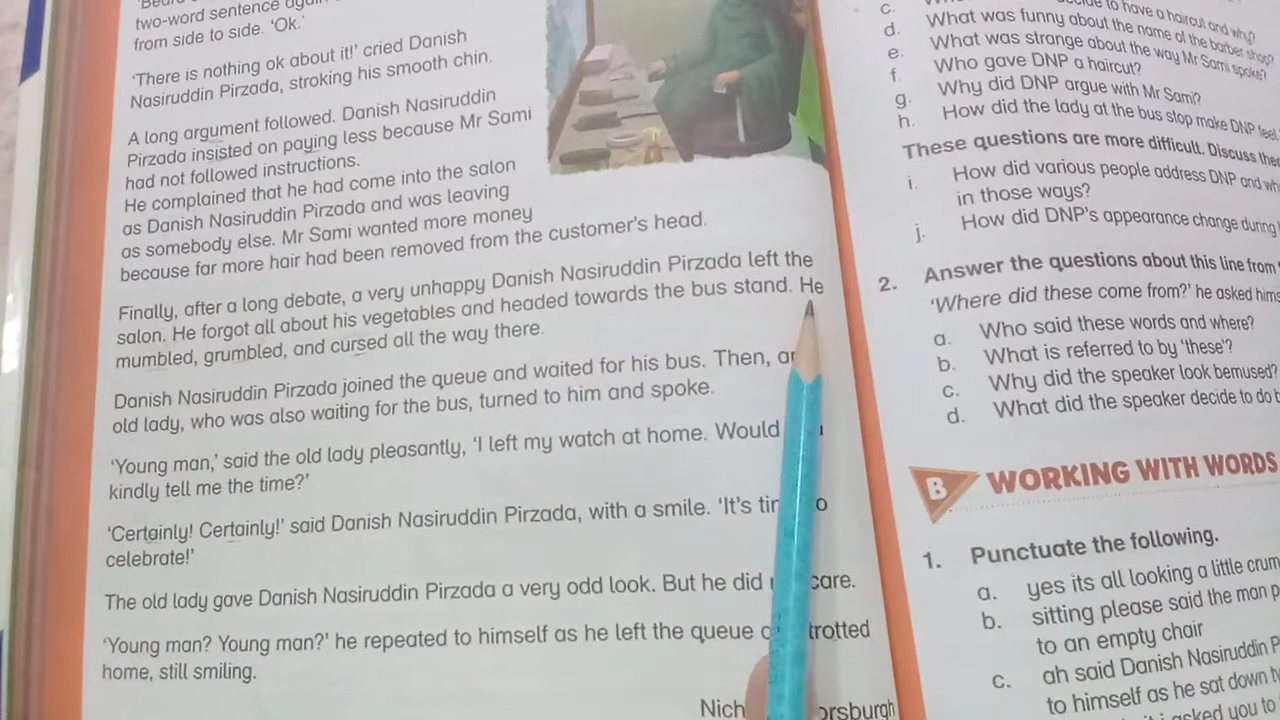 two-word sentence
from side to side. 'Ok.'
'There is nothing ok about it!' cried Danish
Nasiruddin Pirzada, stroking his smooth chin.
A long argument followed. Danish Nasiruddin
Pirzada insisted on paying less because Mr Sami
had not followed instructions.
He complained that he had come into the salon
as Danish Nasiruddin Pirzada and was leaving
as somebody else. Mr Sami wanted more money
because far more hair had been removed from the customer's head.
Finally, after a long debate, a very unhappy Danish Nasiruddin Pirzada left the
salon. He forgot all about his vegetables and headed towards the bus stand. He
mumbled, grumbled, and cursed all the way there.
Danish Nasiruddin Pirzada joined the queue and waited for his bus. Then,
old lady, who was also waiting for the bus, turned to him and spoke.
'Young man,' said the old lady pleasantly, 'I left my watch at home. Would
kindly tell me the time?'
'Certainly! Certainly!' said Danish Nasiruddin Pirzada, with a smile. 'It's
celebrate!'
The old lady gave Danish Nasiruddin Pirzada a very odd look. But he did care.
'Young man? Young man?' he repeated to himself as he left the queue trotted
home, still smiling.
c. to have a haircut and why?
d. What was funny about the name of the barber shop?
e. What was strange about the way Mr Sami spoke?
f. Who gave DNP a haircut?
g. Why did DNP argue with Mr Sami?
h. How did the lady at the bus stop make DNP
These questions are more difficult. Discuss
i. How did various people address DNP and
in those ways?
j. How did DNP's appearance change during
2. Answer the questions about this line from
'Where did these come from?' he asked
a. Who said these words and where?
b. What is referred to by 'these'?
c. Why did the speaker look bemused?
d. What did the speaker decide to do
B WORKING WITH WORDS
1. Punctuate the following.
a. yes its all looking a little
b. sitting please said the man
to an empty chair
c. ah said Danish Nasiruddin
to himself as he sat down
asked you to